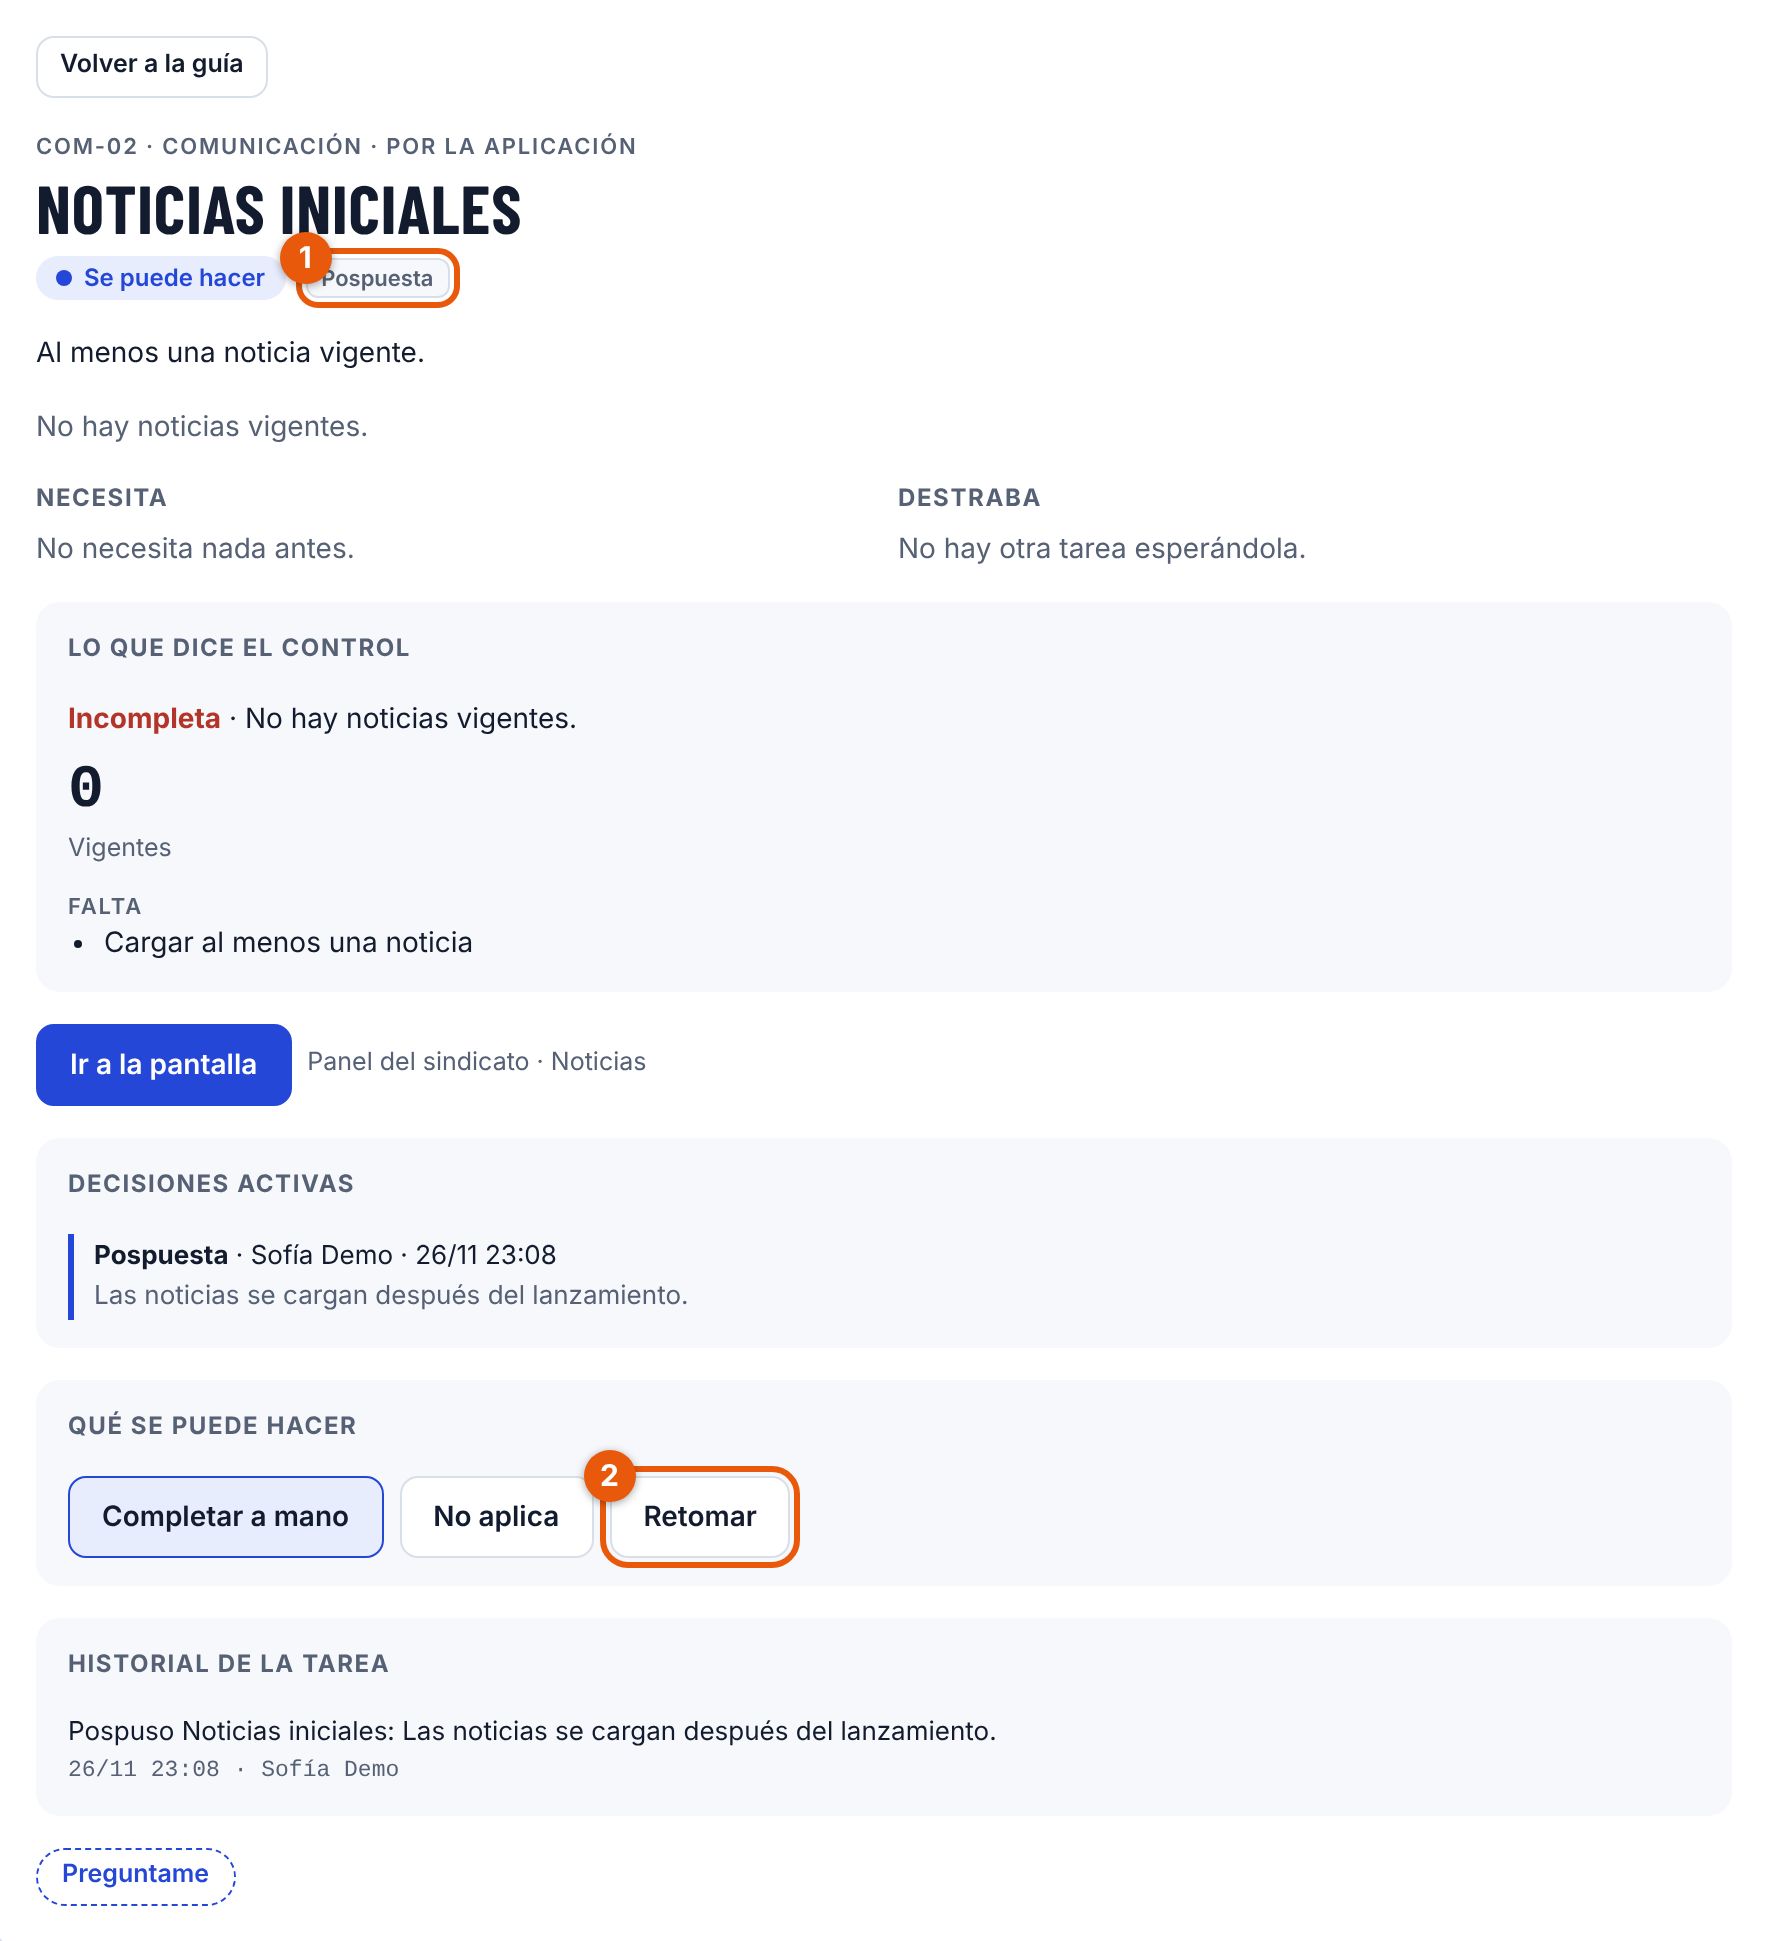 Volver a la guía
COM-02 · COMUNICACIÓN · POR LA APLICACIÓN
NOTICIAS INICIALES
Se puede hacer
1
Pospuesta
Al menos una noticia vigente.
No hay noticias vigentes.
NECESITA
No necesita nada antes.
DESTRABA
No hay otra tarea esperándola.
LO QUE DICE EL CONTROL
Incompleta · No hay noticias vigentes.
0
Vigentes
FALTA
• Cargar al menos una noticia
Ir a la pantalla
Panel del sindicato · Noticias
DECISIONES ACTIVAS
Pospuesta · Sofía Demo · 26/11 23:08
Las noticias se cargan después del lanzamiento.
QUÉ SE PUEDE HACER
Completar a mano
No aplica
2
Retomar
HISTORIAL DE LA TAREA
Pospuso Noticias iniciales: Las noticias se cargan después del lanzamiento.
26/11 23:08 · Sofía Demo
Preguntame